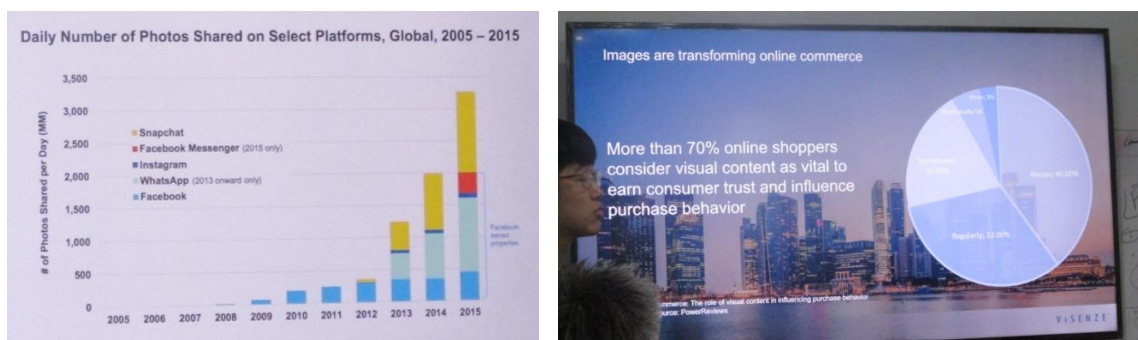 Daily Number of Photos Shared on Select Platforms, Global, 2005 – 2015
# of Photos Shared per Day (MM)
3,500
3,000
2,500
2,000
1,500
1,000
500
0
Snapchat
Facebook Messenger (2015 only)
Instagram
WhatsApp (2013 onward only)
Facebook
Facebook-
owned
properties
2005 2006 2007 2008 2009 2010 2011 2012 2013 2014 2015
Images are transforming online commerce
More than 70% online shoppers
consider visual content as vital to
earn consumer trust and influence
purchase behavior
Always; 40.00%
Regularly; 32.00%
20.00%
The role of visual content in influencing purchase behavior
PowerReviews
ViSENZE